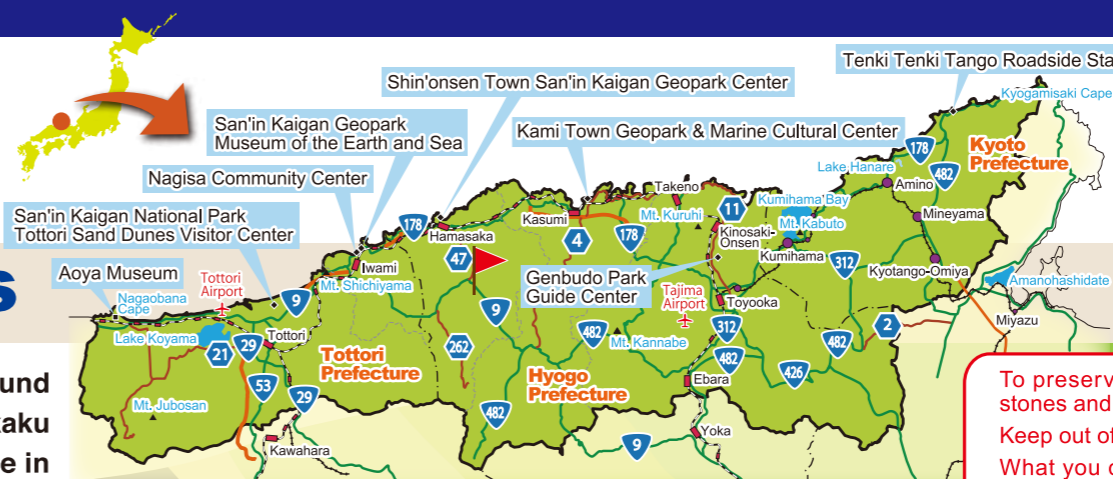 Tenki Tenki Tango Roadside
Shin'onsen Town San'in Kaigan Geopark Center
Kyogamisaki Cape
San'in Kaigan Geopark
Museum of the Earth and Sea
Kami Town Geopark & Marine Cultural Center
178
Kyoto
Prefecture
482
Lake Hanare
Nagisa Community Center
Amino
Takeno
Kumihama Bay
San'in Kaigan National Park
Tottori Sand Dunes Visitor Center
178
Kasumi
Mt. Kuruhi
11
Mt. Kabuto
Mineyama
Hamasaka
4
178
Kinosaki-
Onsen
Kumihama
47
312
Kyotango-Omiya
Aoya Museum
Tottori
Airport
Iwami
Mt. Shichiyama
Genbudo Park
Guide Center
Tajima
Airport
Toyooka
Amanohashidate
Nagaobana
Cape
9
9
Miyazu
Lake Koyama
21
29
Tottori
262
482
Mt. Kannabe
312
482
2
Tottori
Prefecture
Hyogo
Prefecture
482
426
53
29
Ebara
Mt. Jubosan
482
Yoka
9
Kawahara
s
und
kaku
e in
To preserv
stones and
Keep out of
What you c